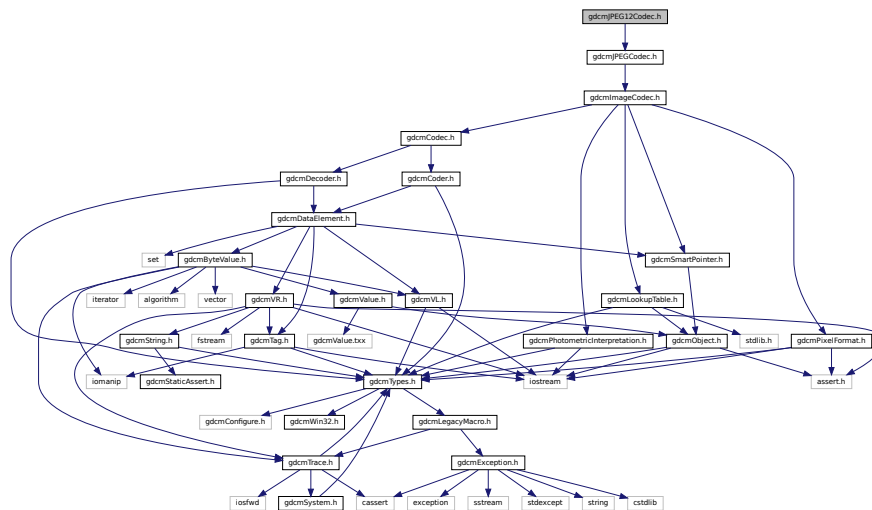 gdcmJPEG12Codec.h
gdcmJPEGCodec.h
gdcmImageCodec.h
gdcmCodec.h
gdcmDecoder.h
gdcmCoder.h
gdcmDataElement.h
set
gdcmByteValue.h
gdcmSmartPointer.h
iterator
algorithm
vector
gdcmVR.h
gdcmValue.h
gdcmVL.h
gdcmLookupTable.h
gdcmString.h
fstream
gdcmTag.h
gdcmValue.txx
gdcmPhotometricInterpretation.h
gdcmObject.h
stdlib.h
gdcmPixelFormat.h
iomanip
gdcmStaticAssert.h
gdcmTypes.h
iostream
assert.h
gdcmConfigure.h
gdcmWin32.h
gdcmLegacyMacro.h
gdcmTrace.h
gdcmException.h
iosfwd
gdcmSystem.h
cassert
exception
sstream
stdexcept
string
cstdlib